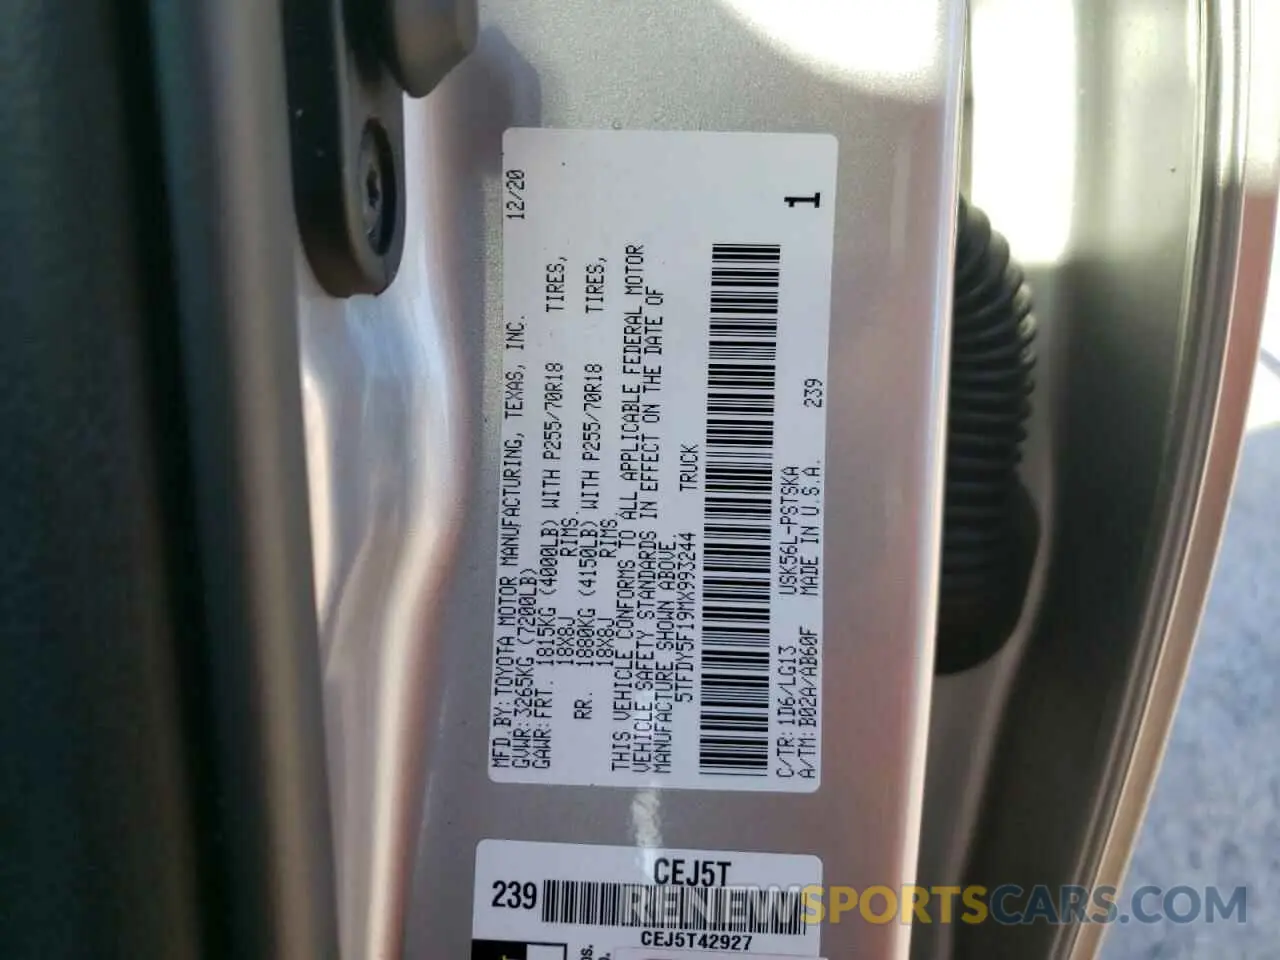 MFD.BY: TOYOTA MOTOR MANUFACTURING, TEXAS, INC. 12/20
GVWR: 3265KG (7200LB)
GAWR: FRT. 1815KG (4000LB) WITH P255/70R18 TIRES,
18X8J RIMS
RR. 1880KG (4150LB) WITH P255/70R18 TIRES,
18X8J RIMS,
THIS VEHICLE CONFORMS TO ALL APPLICABLE FEDERAL MOTOR
VEHICLE SAFETY STANDARDS IN EFFECT ON THE DATE OF
MANUFACTURE SHOWN ABOVE.
5TFDY5F19MX993244 TRUCK
1
C/TR: 1D6/LG13 USK56L-PSTSKA
A/TM: B02A/AB60F MADE IN U.S.A. 239
CEJ5T
239
CEJ5T42927
RENEWSPORTSCARS.COM